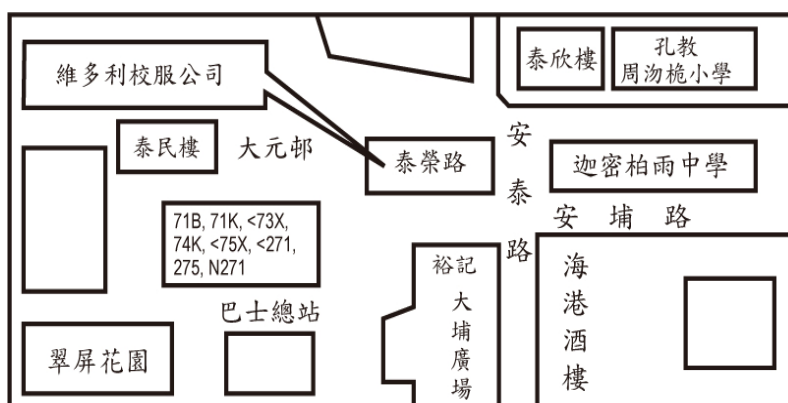 維多利校服公司
泰欣樓
孔教
周沕桅小學
泰民樓
大元邨
泰榮路
安泰路
迦密柏雨中學
安埔路
71B, 71K, <73X,
74K, <75X, <271,
275, N271
巴士總站
裕記
大埔廣場
海港酒樓
翠屏花園